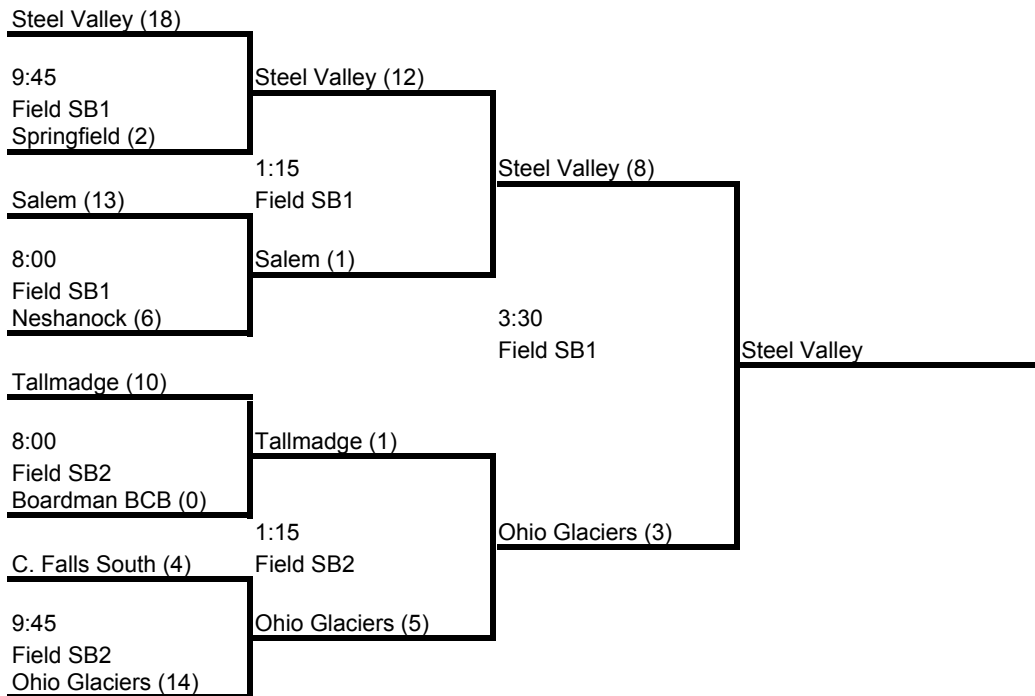 Steel Valley (18)
9:45
Field SB1
Springfield (2)
Steel Valley (12)
1:15
Field SB1
Salem (13)
8:00
Field SB1
Neshanock (6)
Salem (1)
Steel Valley (8)
3:30
Field SB1
Steel Valley
Tallmadge (10)
8:00
Field SB2
Boardman BCB (0)
Tallmadge (1)
1:15
Field SB2
C. Falls South (4)
9:45
Field SB2
Ohio Glaciers (14)
Ohio Glaciers (5)
Ohio Glaciers (3)